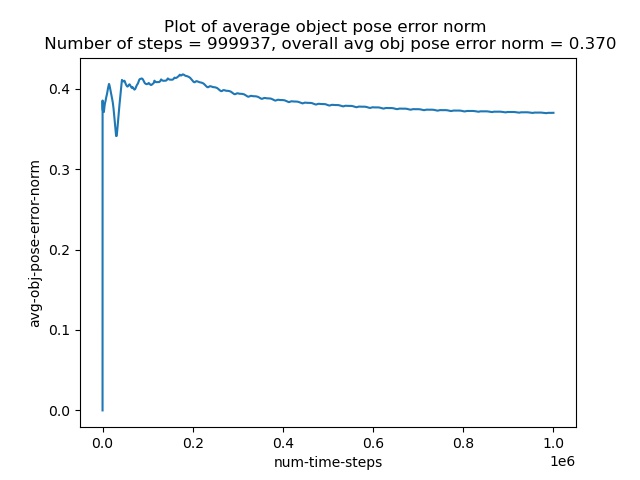 Plot of average object pose error norm
Number of steps = 999937, overall avg obj pose error norm = 0.370
avg-obj-pose-error-norm
0.4
0.3
0.2
0.1
0.0
0.0 0.2 0.4 0.6 0.8 1.0
1e6
num-time-steps